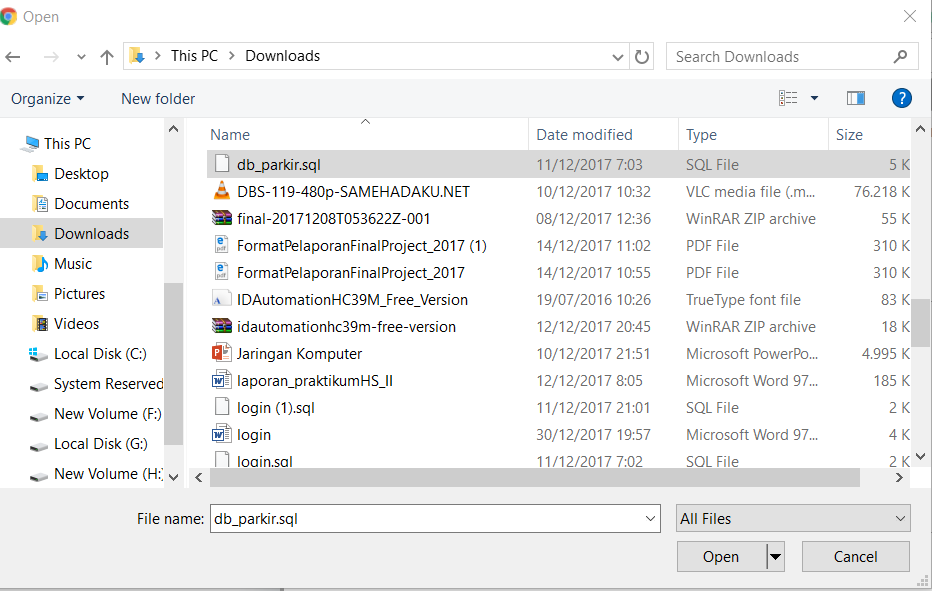 Open
This PC > Downloads
Search Downloads
Organize
New folder
?
Name Date modified Type Size
This PC
Desktop
Documents
Downloads
Music
Pictures
Videos
Local Disk (C:)
System Reserved
New Volume (F:)
Local Disk (G:)
New Volume (H:
db_parkir.sql 11/12/2017 7:03 SQL File 5 K
DBS-119-480p-SAMEHADAKU.NET 10/12/2017 10:32 VLC media file (.m... 76.218 K
final-20171208T053622Z-001 08/12/2017 12:36 WinRAR ZIP archive 55 K
FormatPelaporanFinalProject_2017 (1) 14/12/2017 11:02 PDF File 310 K
FormatPelaporanFinalProject_2017 14/12/2017 10:55 PDF File 310 K
IDAutomationHC39M_Free_Version 19/07/2016 10:26 TrueType font file 83 K
idautomationhc39m-free-version 12/12/2017 20:45 WinRAR ZIP archive 18 K
Jaringan Komputer 10/12/2017 21:51 Microsoft PowerPo... 4.995 K
laporan_praktikumHS_II 12/12/2017 8:05 Microsoft Word 97... 185 K
login (1).sql 11/12/2017 21:01 SQL File 2 K
login 30/12/2017 19:57 Microsoft Word 97... 4 K
login.sql 11/12/2017 7:02 SQL File 2 K
File name: db_parkir.sql
All Files
Open
Cancel